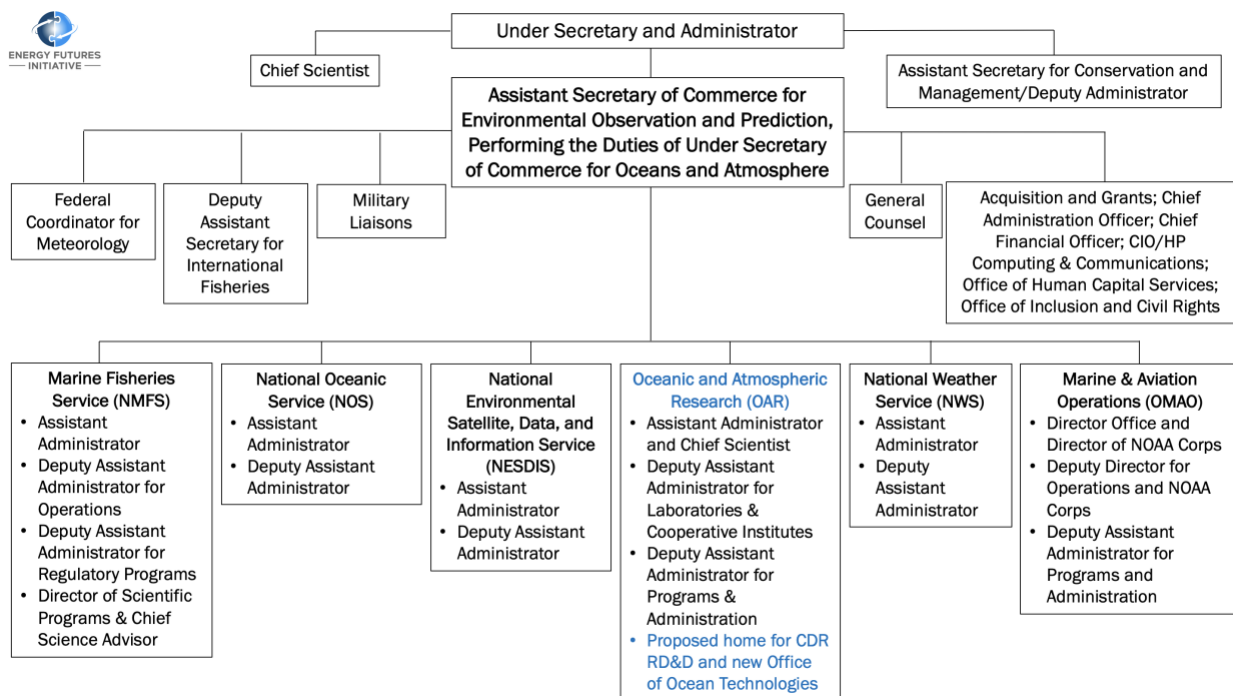 ENERGY FUTURES
INITIATIVE
Under Secretary and Administrator
Chief Scientist
Assistant Secretary for Conservation and
Management/Deputy Administrator
Assistant Secretary of Commerce for
Environmental Observation and Prediction,
Performing the Duties of Under Secretary
of Commerce for Oceans and Atmosphere
Federal
Coordinator for
Meteorology
Deputy
Assistant
Secretary for
International
Fisheries
Military
Liaisons
General
Counsel
Acquisition and Grants; Chief
Administration Officer; Chief
Financial Officer; CIO/HP
Computing & Communications;
Office of Human Capital Services;
Office of Inclusion and Civil Rights
Marine Fisheries
Service (NMFS)
• Assistant
Administrator
• Deputy Assistant
Administrator for
Operations
• Deputy Assistant
Administrator for
Regulatory Programs
• Director of Scientific
Programs & Chief
Science Advisor
National Oceanic
Service (NOS)
• Assistant
Administrator
• Deputy Assistant
Administrator
National
Environmental
Satellite, Data, and
Information Service
(NESDIS)
• Assistant
Administrator
• Deputy Assistant
Administrator
Oceanic and Atmospheric
Research (OAR)
• Assistant Administrator
and Chief Scientist
• Deputy Assistant
Administrator for
Laboratories &
Cooperative Institutes
• Deputy Assistant
Administrator for
Programs &
Administration
• Proposed home for CDR
RD&D and new Office
of Ocean Technologies
National Weather
Service (NWS)
• Assistant
Administrator
• Deputy
Assistant
Administrator
Marine & Aviation
Operations (OMAO)
• Director Office and
Director of NOAA Corps
• Deputy Director for
Operations and NOAA
Corps
• Deputy Assistant
Administrator for
Programs and
Administration